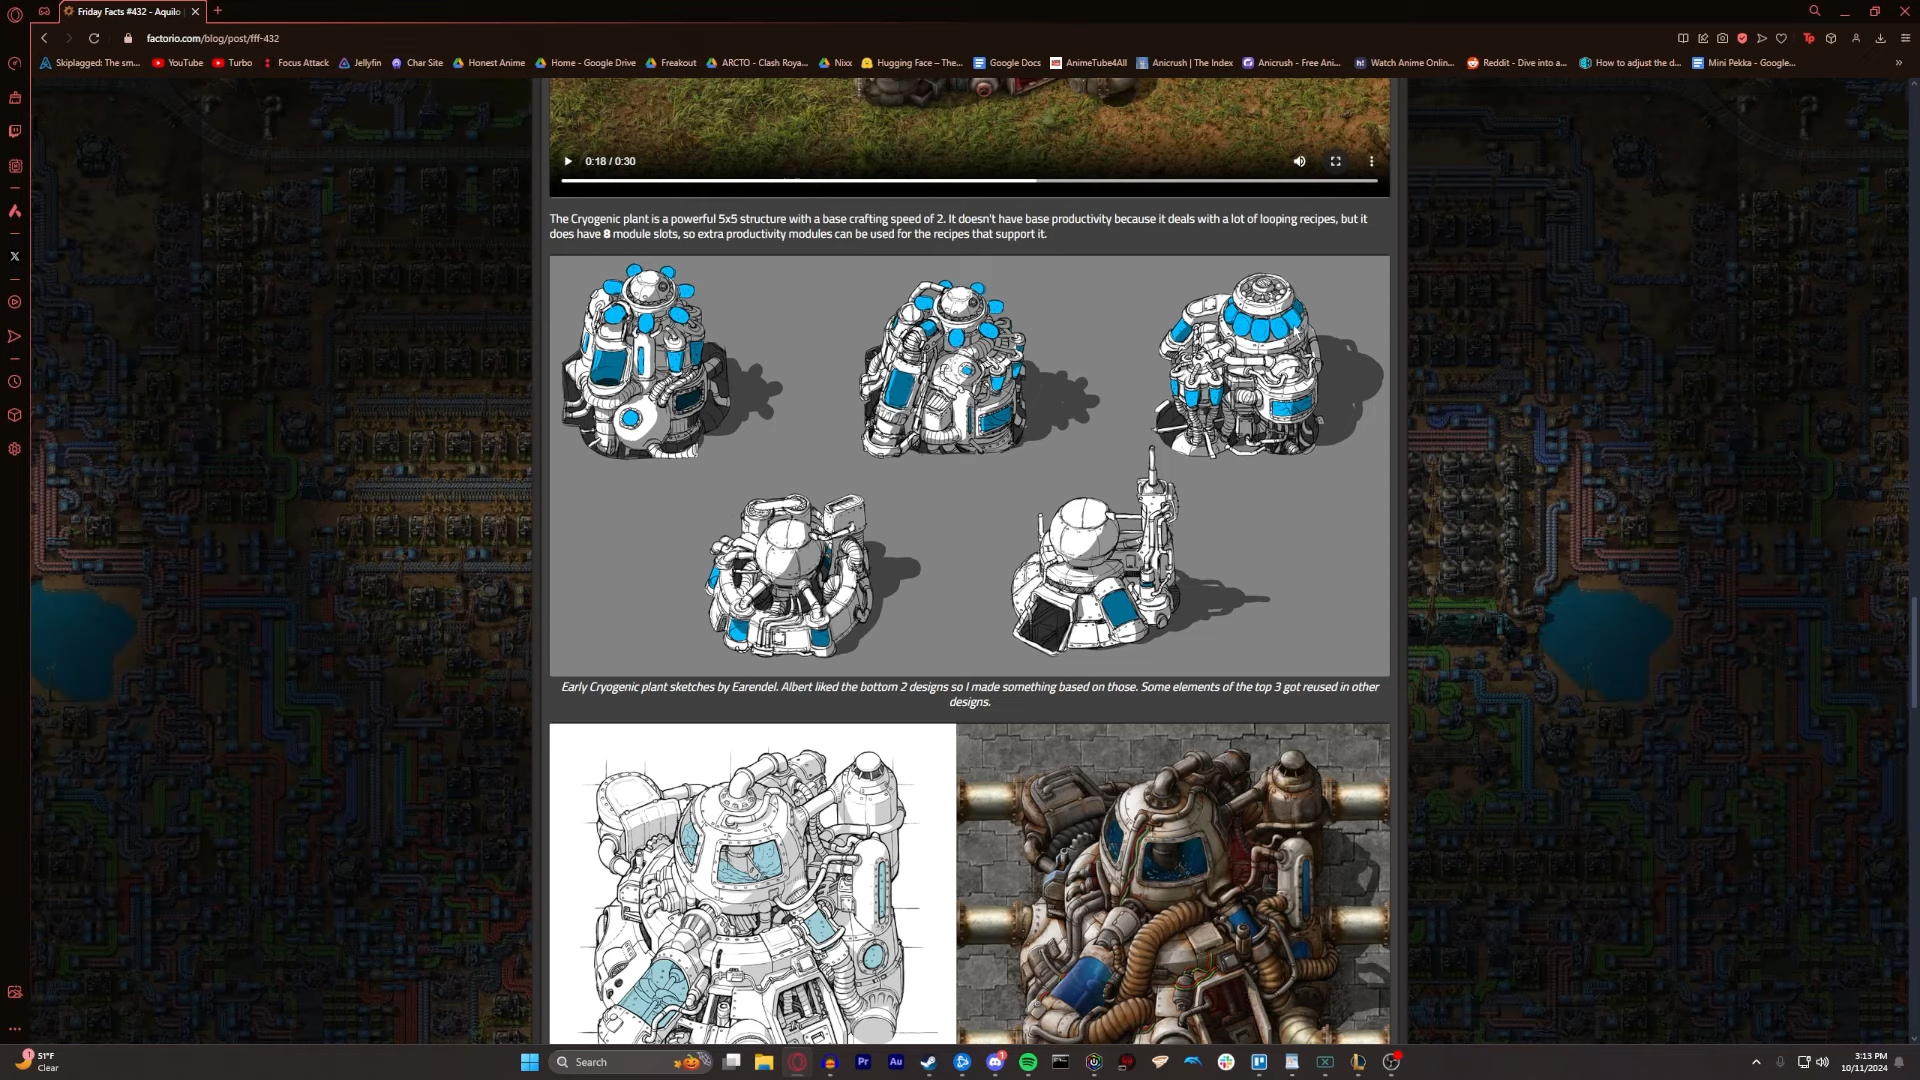 Friday Facts #432 - Aquilo
factorio.com/blog/post/fff-432
Tp
Skiplagged: The sm...
YouTube
Turbo
Focus Attack
Jellyfin
Char Site
Honest Anime
Home - Google Drive
Freakout
ARCTO - Clash Roya...
Nixx
Hugging Face – The...
Google Docs
AnimeTube4All
Anicrush | The Index
Anicrush - Free Ani...
Watch Anime Onlin...
Reddit - Dive into a...
How to adjust the d...
Mini Pekka - Google...
0:18 / 0:30
The Cryogenic plant is a powerful 5x5 structure with a base crafting speed of 2. It doesn't have base productivity because it deals with a lot of looping recipes, but it
does have 8 module slots, so extra productivity modules can be used for the recipes that support it.
Early Cryogenic plant sketches by Earendel. Albert liked the bottom 2 designs so I made something based on those. Some elements of the top 3 got reused in other
designs.
1
51°F
Clear
Search
Pr
Au
1
3:13 PM
10/11/2024